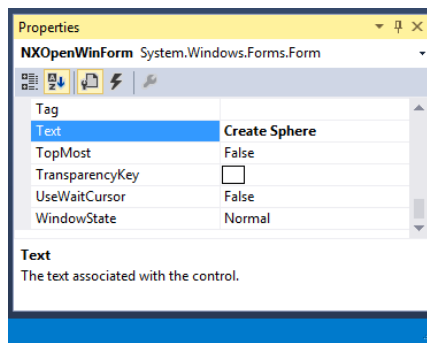 Properties
NXOpenWinForm System.Windows.Forms.Form
Tag
Text Create Sphere
TopMost False
TransparencyKey
UseWaitCursor False
WindowState Normal
Text
The text associated with the control.